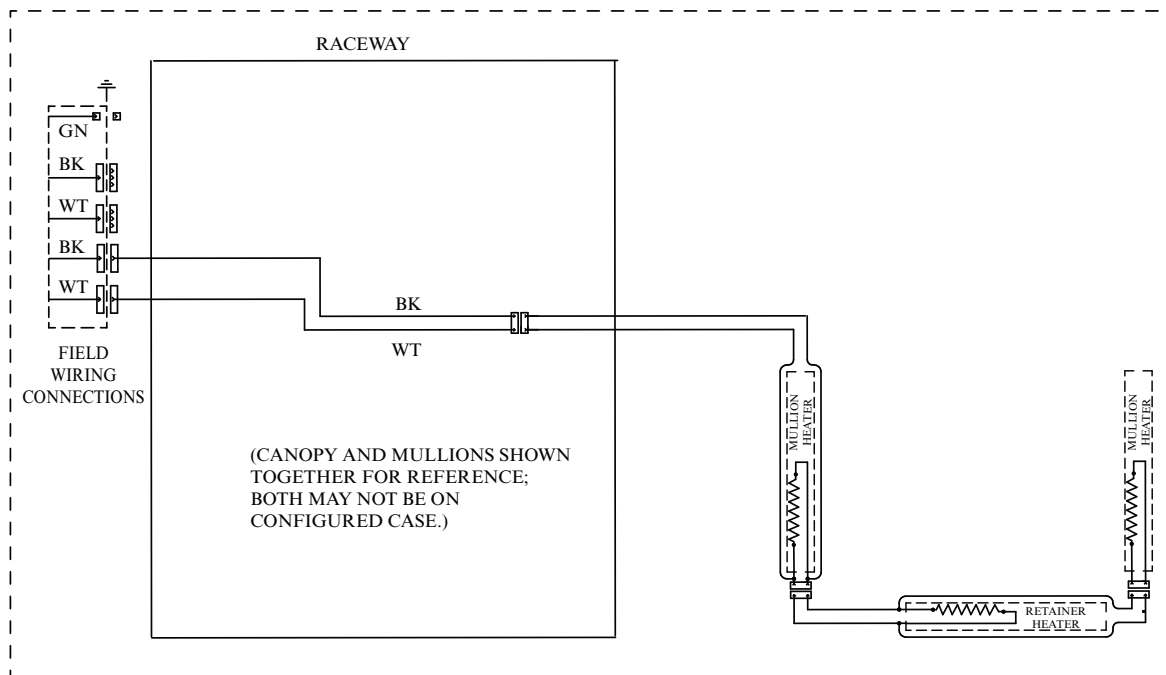 RACEWAY
GN
BK
WT
BK
WT
FIELD
WIRING
CONNECTIONS
BK
WT
(CANOPY AND MULLIONS SHOWN
TOGETHER FOR REFERENCE;
BOTH MAY NOT BE ON
CONFIGURED CASE.)
MULLION
HEATER
RETAINER
HEATER
MULLION
HEATER